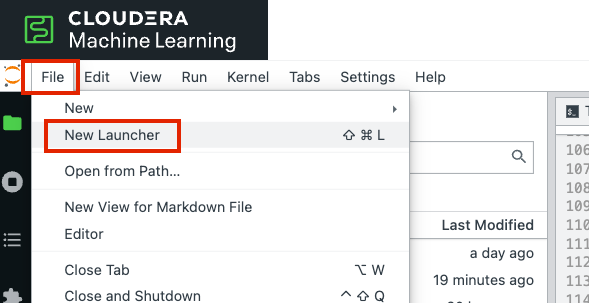 CLOUDERA
Machine Learning
File Edit View Run Kernel Tabs Settings Help
New
New Launcher ⇧ ⌘ L
Open from Path...
New View for Markdown File
Editor
Close Tab ⌥ W
Close and Shutdown ^ ⇧ Q
Last Modified
a day ago
19 minutes ago
106
107
108
109
110
111
112
113
114